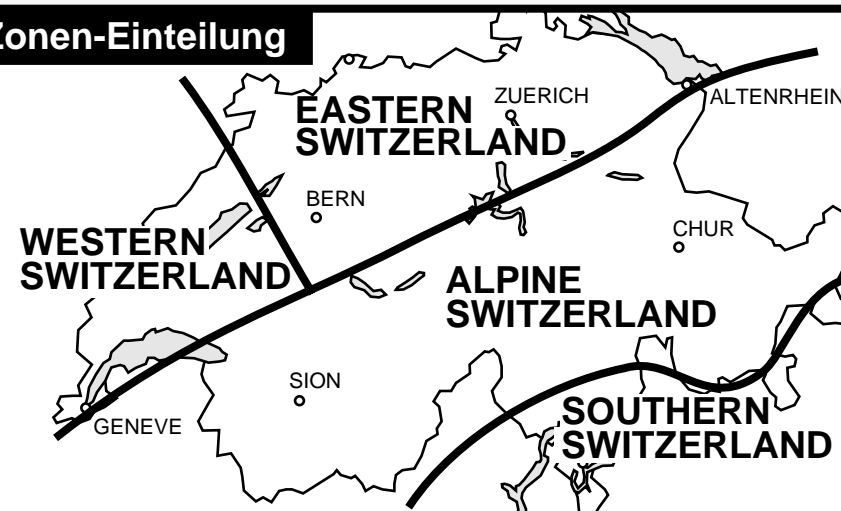 Zonen-Einteilung
EASTERN
SWITZERLAND
ZUERICH
ALTENRHEIN
BERN
CHUR
WESTERN
SWITZERLAND
ALPINE
SWITZERLAND
SION
GENEVE
SOUTHERN
SWITZERLAND